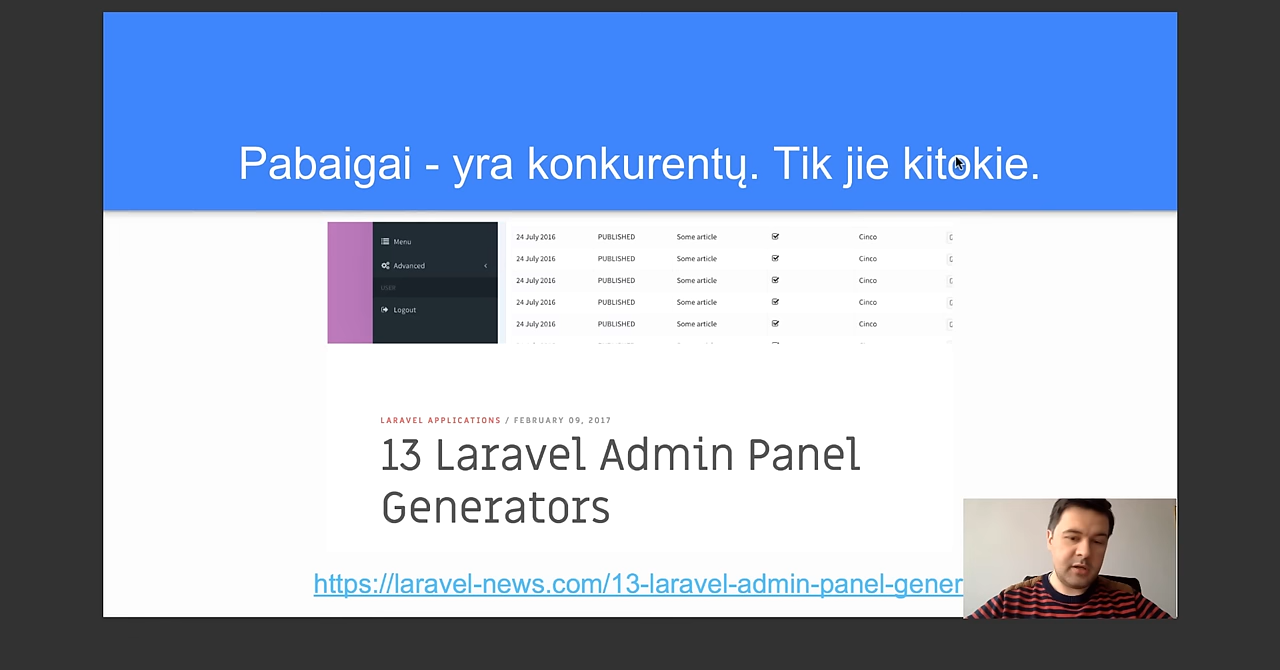 Pabaigai - yra konkurentų. Tik jie kitokie.
Menu
Advanced
USER
Logout
24 July 2016 PUBLISHED Some article Cinco
24 July 2016 PUBLISHED Some article Cinco
24 July 2016 PUBLISHED Some article Cinco
24 July 2016 PUBLISHED Some article Cinco
24 July 2016 PUBLISHED Some article Cinco
LARAVEL APPLICATIONS / FEBRUARY 09, 2017
13 Laravel Admin Panel
Generators
https://laravel-news.com/13-laravel-admin-panel-gener